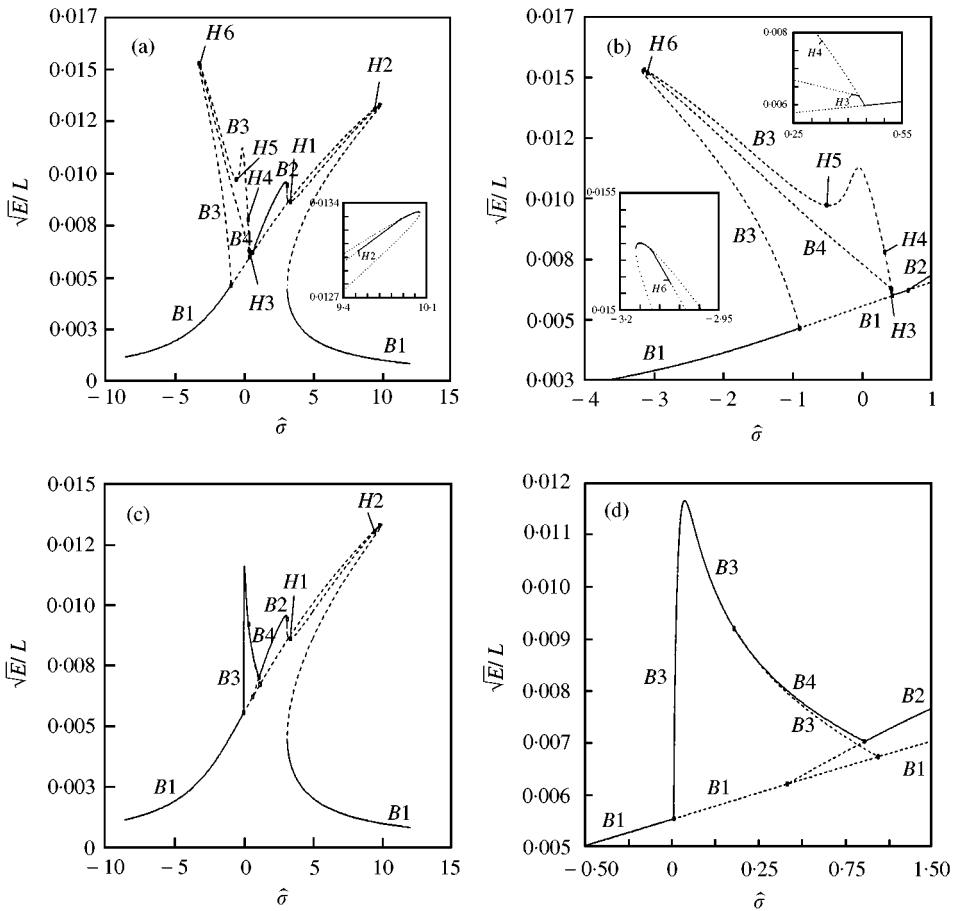 0·017
0·015
0·012
0·010
√E/L
0·008
0·005
0·003
0
(a)
H6
H2
B3
H5
H1
B2
H4
B3
B4
H3
B1
B1
0·0134
H2
0·0127
9·4
10·1
−10
−5
0
5
10
15
σ̂
0·017
0·015
0·012
0·010
√E/L
0·008
0·005
0·003
(b)
H6
0·008
H4
0·006
H3
0·25
0·55
B3
H5
0·0155
H6
0·015
−3·2
−2·95
B3
B4
H4
B2
B1
H3
B1
−4
−3
−2
−1
0
1
σ̂
0·015
0·012
0·010
√E/L
0·008
0·005
0·003
0
(c)
H2
H1
B2
B4
B3
B1
B1
−10
−5
0
5
10
15
σ̂
0·012
0·011
0·010
√E/L
0·009
0·008
0·007
0·006
0·005
(d)
B3
B3
B4
B2
B3
B1
B1
B1
−0·50
0
0·25
0·75
1·50
σ̂